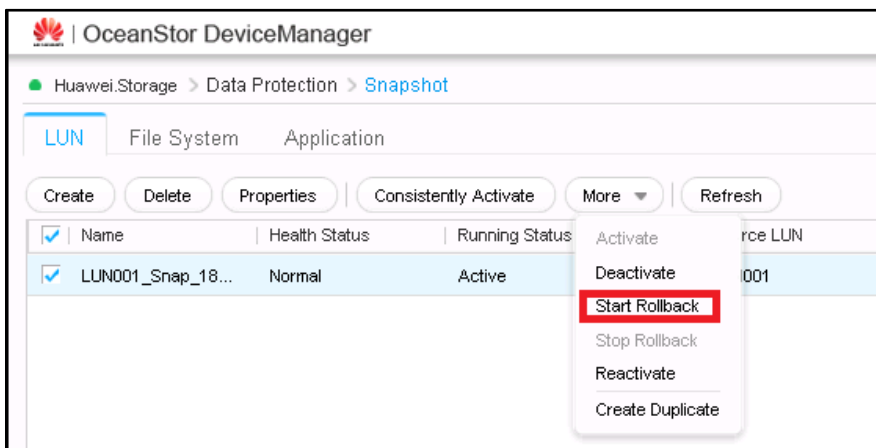 OceanStor DeviceManager
Huawei.Storage > Data Protection > Snapshot
LUN File System Application
Create Delete Properties Consistently Activate More Refresh
Name Health Status Running Status rce LUN
LUN001_Snap_18... Normal Active 001
Activate
Deactivate
Start Rollback
Stop Rollback
Reactivate
Create Duplicate